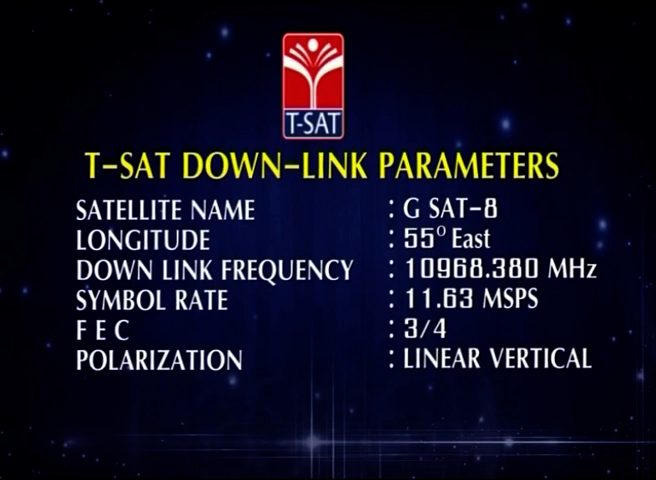 T-SAT
T-SAT DOWN-LINK PARAMETERS
SATELLITE NAME : G SAT-8
LONGITUDE : 55° East
DOWN LINK FREQUENCY : 10968.380 MHz
SYMBOL RATE : 11.63 MSPS
F E C : 3/4
POLARIZATION : LINEAR VERTICAL